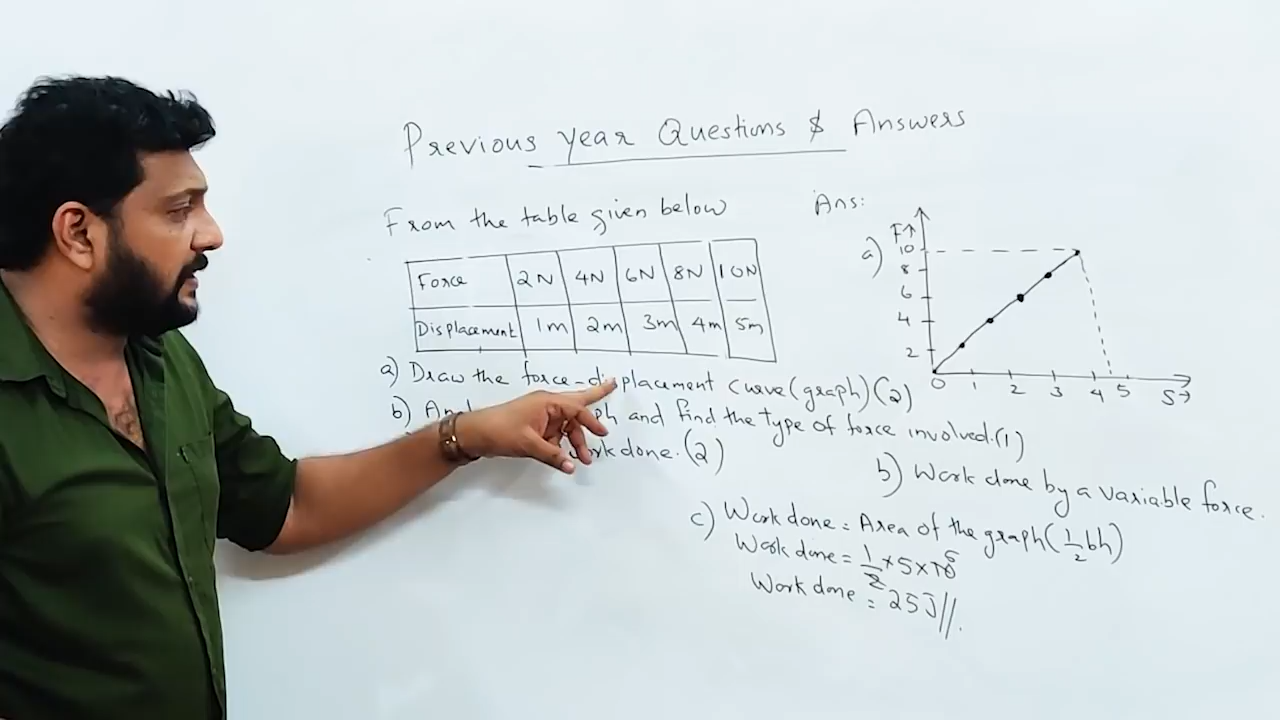 Previous year Questions & Answers
From the table given below
Force 2N 4N 6N 8N 10N
Displacement 1m 2m 3m 4m 5m
a) Draw the force-displacement curve (graph) (2)
b) and find the type of force involved. (1)
done. (2)
Ans:
a)
F↑
10
8
6
4
2
0 1 2 3 4 5 S→
b) Work done by a variable force.
c) Work done = Area of the graph (1/2 bh)
Work done = 1/2 × 5 × 10 5
Work done = 25J//.